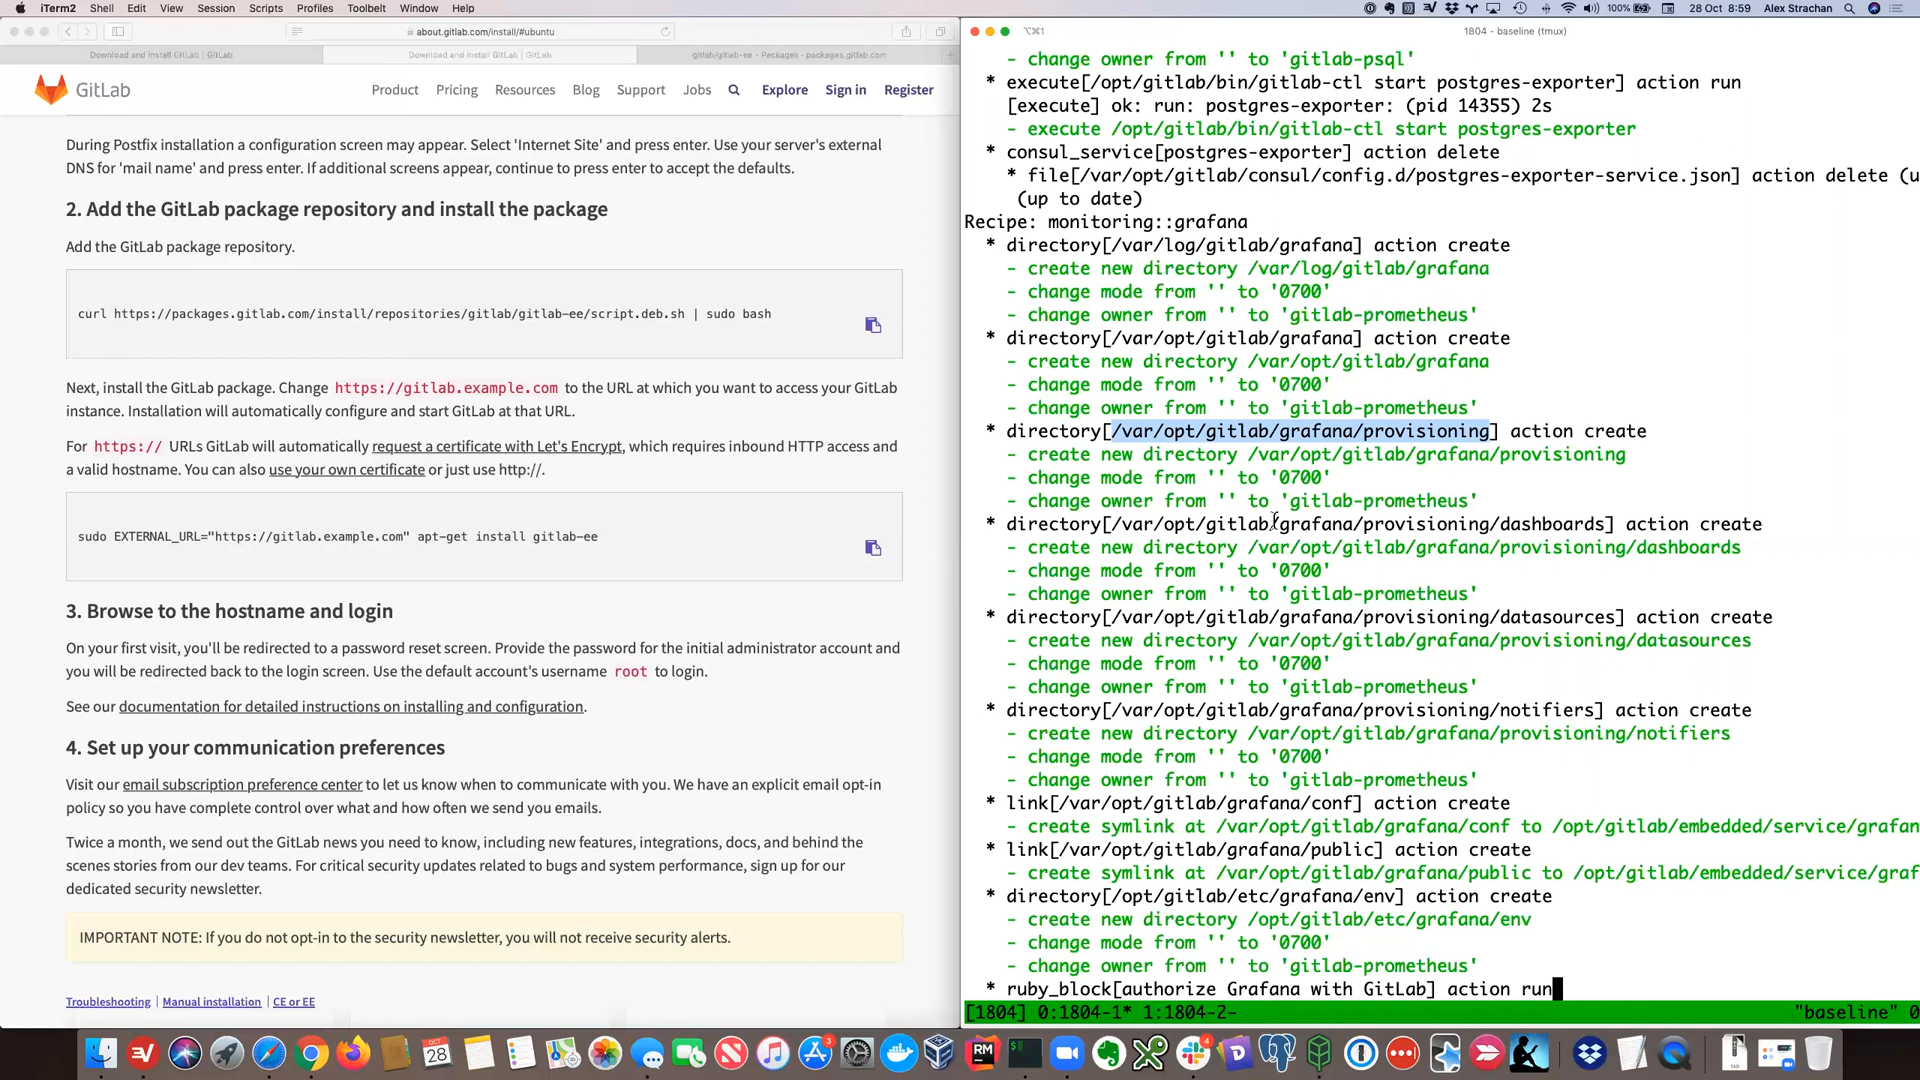 iTerm2 Shell Edit View Session Scripts Profiles Toolbelt Window Help
100% 28 Oct 8:59 Alex Strachan
about.gitlab.com/install/#ubuntu
Download and Install GitLab | GitLab
Download and Install GitLab | GitLab
gitlab/gitlab-ee - Packages · packages.gitlab.com
GitLab
Product Pricing Resources Blog Support Jobs Explore Sign in Register
During Postfix installation a configuration screen may appear. Select 'Internet Site' and press enter. Use your server's external
DNS for 'mail name' and press enter. If additional screens appear, continue to press enter to accept the defaults.
2. Add the GitLab package repository and install the package
Add the GitLab package repository.
curl https://packages.gitlab.com/install/repositories/gitlab/gitlab-ee/script.deb.sh | sudo bash
Next, install the GitLab package. Change https://gitlab.example.com to the URL at which you want to access your GitLab
instance. Installation will automatically configure and start GitLab at that URL.
For https:// URLs GitLab will automatically request a certificate with Let's Encrypt, which requires inbound HTTP access and
a valid hostname. You can also use your own certificate or just use http://.
sudo EXTERNAL_URL="https://gitlab.example.com" apt-get install gitlab-ee
3. Browse to the hostname and login
On your first visit, you'll be redirected to a password reset screen. Provide the password for the initial administrator account and
you will be redirected back to the login screen. Use the default account's username root to login.
See our documentation for detailed instructions on installing and configuration.
4. Set up your communication preferences
Visit our email subscription preference center to let us know when to communicate with you. We have an explicit email opt-in
policy so you have complete control over what and how often we send you emails.
Twice a month, we send out the GitLab news you need to know, including new features, integrations, docs, and behind the
scenes stories from our dev teams. For critical security updates related to bugs and system performance, sign up for our
dedicated security newsletter.
IMPORTANT NOTE: If you do not opt-in to the security newsletter, you will not receive security alerts.
Troubleshooting | Manual installation | CE or EE
⌥⌘1 1804 - baseline (tmux)
- change owner from '' to 'gitlab-psql'
* execute[/opt/gitlab/bin/gitlab-ctl start postgres-exporter] action run
[execute] ok: run: postgres-exporter: (pid 14355) 2s
- execute /opt/gitlab/bin/gitlab-ctl start postgres-exporter
* consul_service[postgres-exporter] action delete
* file[/var/opt/gitlab/consul/config.d/postgres-exporter-service.json] action delete (u
(up to date)
Recipe: monitoring::grafana
* directory[/var/log/gitlab/grafana] action create
- create new directory /var/log/gitlab/grafana
- change mode from '' to '0700'
- change owner from '' to 'gitlab-prometheus'
* directory[/var/opt/gitlab/grafana] action create
- create new directory /var/opt/gitlab/grafana
- change mode from '' to '0700'
- change owner from '' to 'gitlab-prometheus'
* directory[/var/opt/gitlab/grafana/provisioning] action create
- create new directory /var/opt/gitlab/grafana/provisioning
- change mode from '' to '0700'
- change owner from '' to 'gitlab-prometheus'
* directory[/var/opt/gitlab/grafana/provisioning/dashboards] action create
- create new directory /var/opt/gitlab/grafana/provisioning/dashboards
- change mode from '' to '0700'
- change owner from '' to 'gitlab-prometheus'
* directory[/var/opt/gitlab/grafana/provisioning/datasources] action create
- create new directory /var/opt/gitlab/grafana/provisioning/datasources
- change mode from '' to '0700'
- change owner from '' to 'gitlab-prometheus'
* directory[/var/opt/gitlab/grafana/provisioning/notifiers] action create
- create new directory /var/opt/gitlab/grafana/provisioning/notifiers
- change mode from '' to '0700'
- change owner from '' to 'gitlab-prometheus'
* link[/var/opt/gitlab/grafana/conf] action create
- create symlink at /var/opt/gitlab/grafana/conf to /opt/gitlab/embedded/service/grafan
* link[/var/opt/gitlab/grafana/public] action create
- create symlink at /var/opt/gitlab/grafana/public to /opt/gitlab/embedded/service/graf
* directory[/opt/gitlab/etc/grafana/env] action create
- create new directory /opt/gitlab/etc/grafana/env
- change mode from '' to '0700'
- change owner from '' to 'gitlab-prometheus'
* ruby_block[authorize Grafana with GitLab] action run
[1804] 0:1804-1* 1:1804-2- "baseline" 0